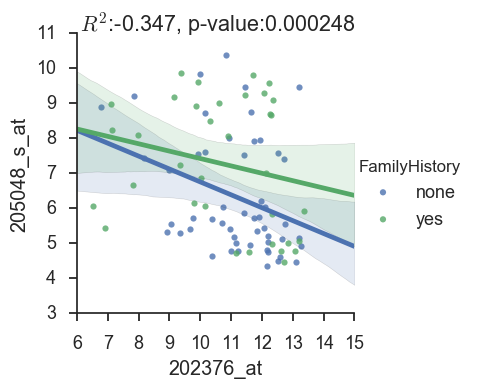 R²:-0.347, p-value:0.000248
11
10
9
8
7
6
5
4
3
205048_s_at
6 7 8 9 10 11 12 13 14 15
202376_at
FamilyHistory
none
yes